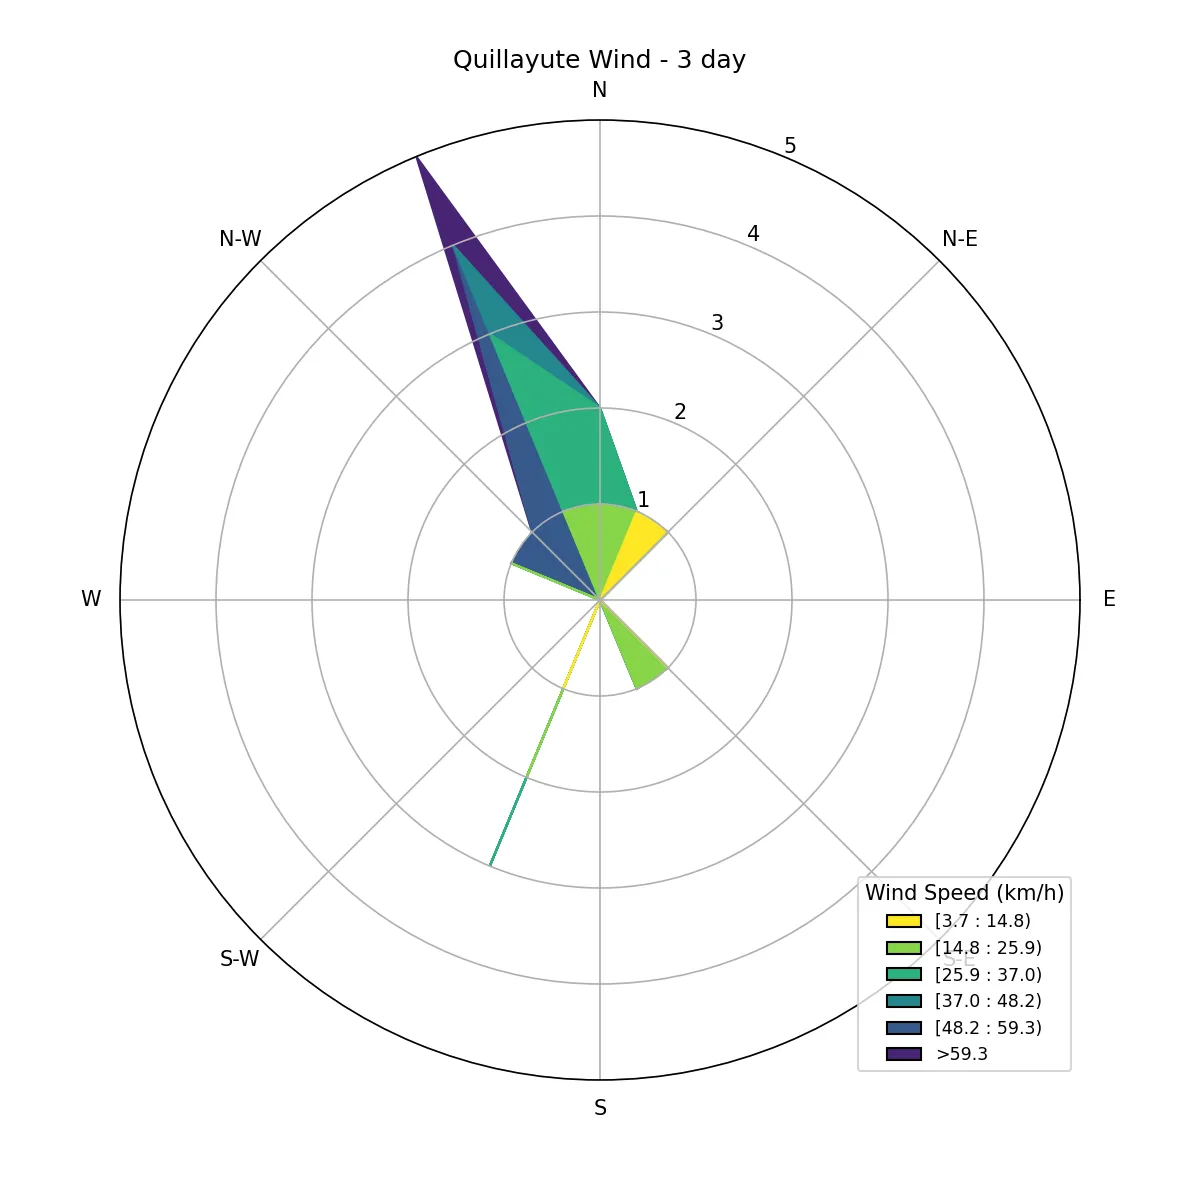 Quillayute Wind - 3 day
N
5
N-W
4
N-E
3
2
1
W
E
S-W
S-E
S
Wind Speed (km/h)
[3.7 : 14.8)
[14.8 : 25.9)
[25.9 : 37.0)
[37.0 : 48.2)
[48.2 : 59.3)
>59.3